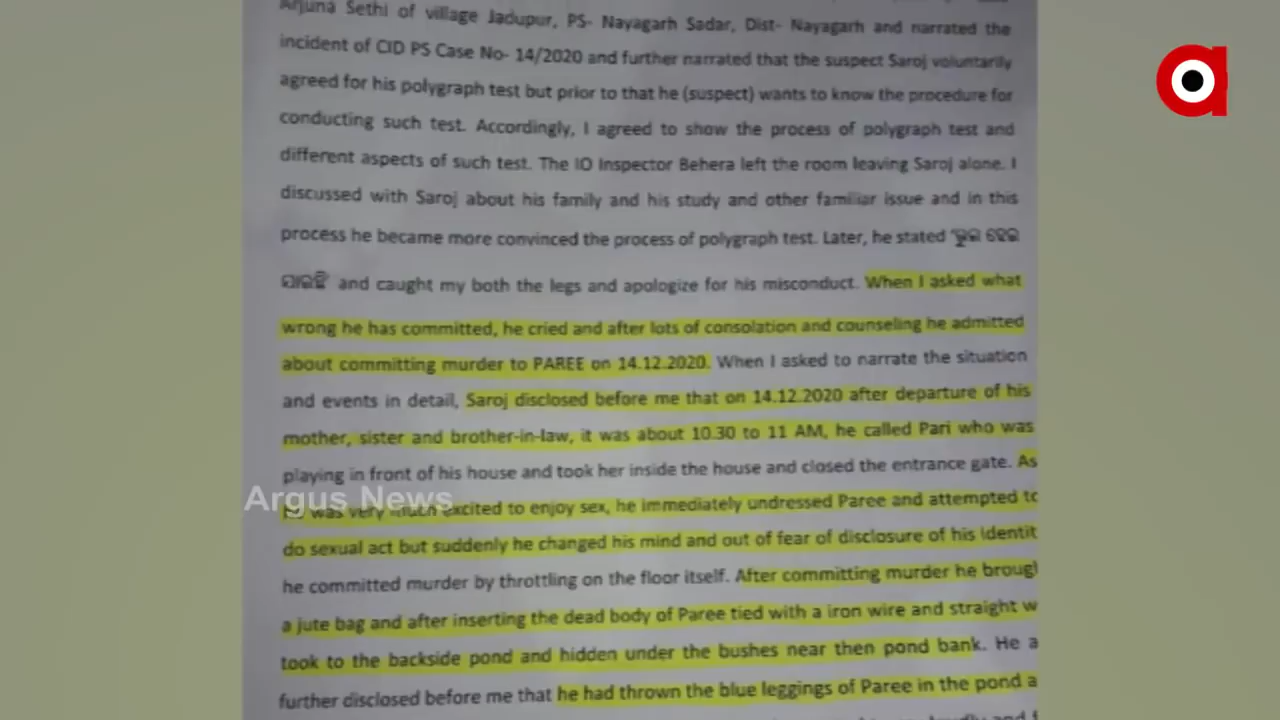 Arjuna Sethi of village Jadupur, PS- Nayagarh Sadar, Dist- Nayagarh and narrated the
incident of CID PS Case No- 14/2020 and further narrated that the suspect Saroj voluntarily
agreed for his polygraph test but prior to that he (suspect) wants to know the procedure for
conducting such test. Accordingly, I agreed to show the process of polygraph test and
different aspects of such test. The IO Inspector Behera left the room leaving Saroj alone. I
discussed with Saroj about his family and his study and other familiar issue and in this
process he became more convinced the process of polygraph test. Later, he stated
and caught my both the legs and apologize for his misconduct. When I asked what
wrong he has committed, he cried and after lots of consolation and counseling he admitted
about committing murder to PAREE on 14.12.2020. When I asked to narrate the situation
and events in detail, Saroj disclosed before me that on 14.12.2020 after departure of his
mother, sister and brother-in-law, it was about 10.30 to 11 AM, he called Pari who was
playing in front of his house and took her inside the house and closed the entrance gate. As
Argus News
he was very much excited to enjoy sex, he immediately undressed Paree and attempted to
do sexual act but suddenly he changed his mind and out of fear of disclosure of his Identit
he committed murder by throttling on the floor itself. After committing murder he brough
a jute bag and after inserting the dead body of Paree tied with a iron wire and straight w
took to the backside pond and hidden under the bushes near then pond bank. He a
further disclosed before me that he had thrown the blue leggings of Paree in the pond a